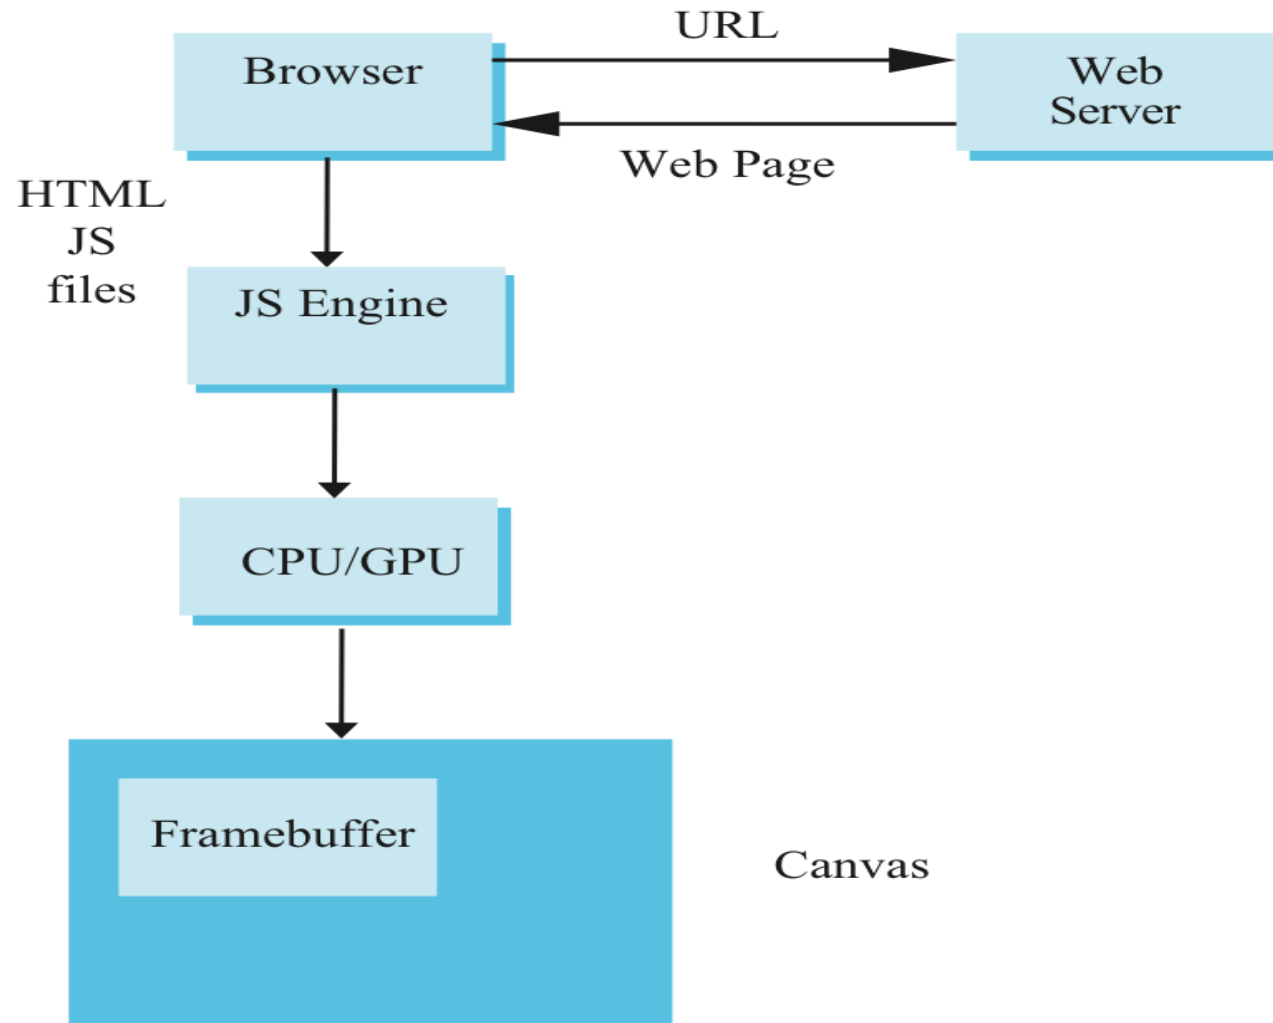 URL
Browser
Web
Server
Web Page
HTML
JS
files
JS Engine
CPU/GPU
Framebuffer
Canvas